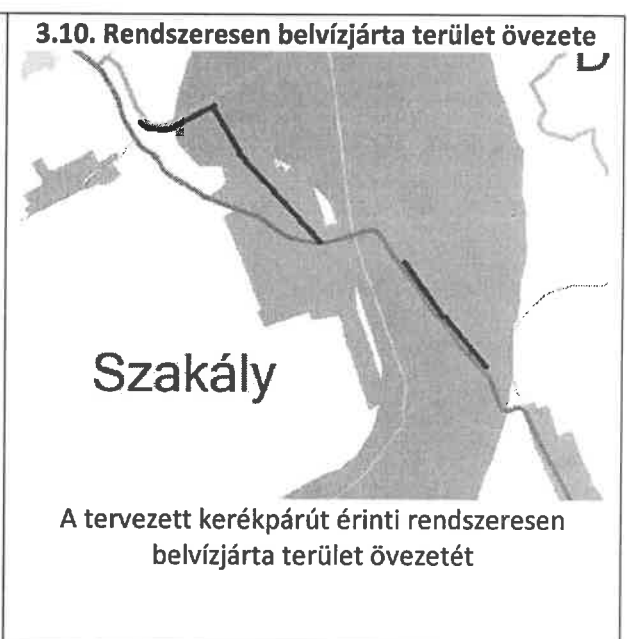 3.10. Rendszeresen belvízjárta terület övezete
Szakály
A tervezett kerékpárút érinti rendszeresen
belvízjárta terület övezetét